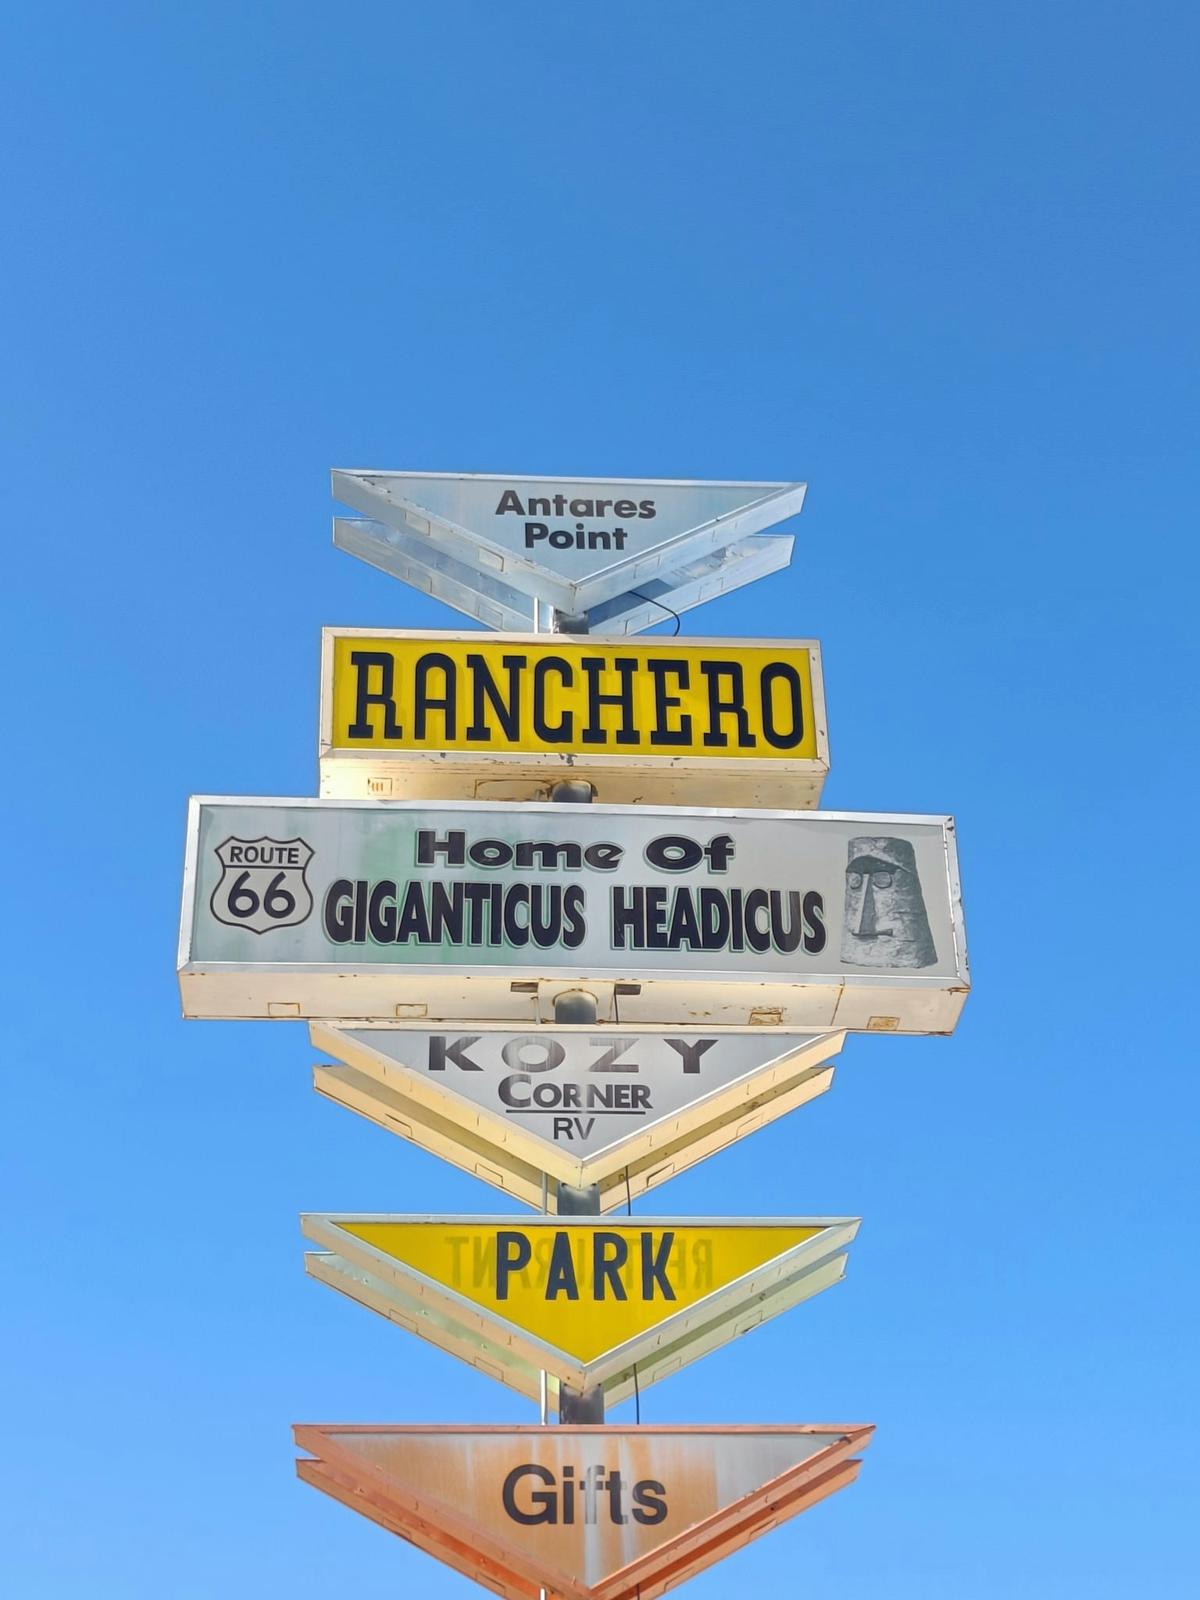 Antares
Point
RANCHERO
ROUTE
66
Home Of
GIGANTICUS HEADICUS
KOZY
CORNER
RV
PARK
Gifts